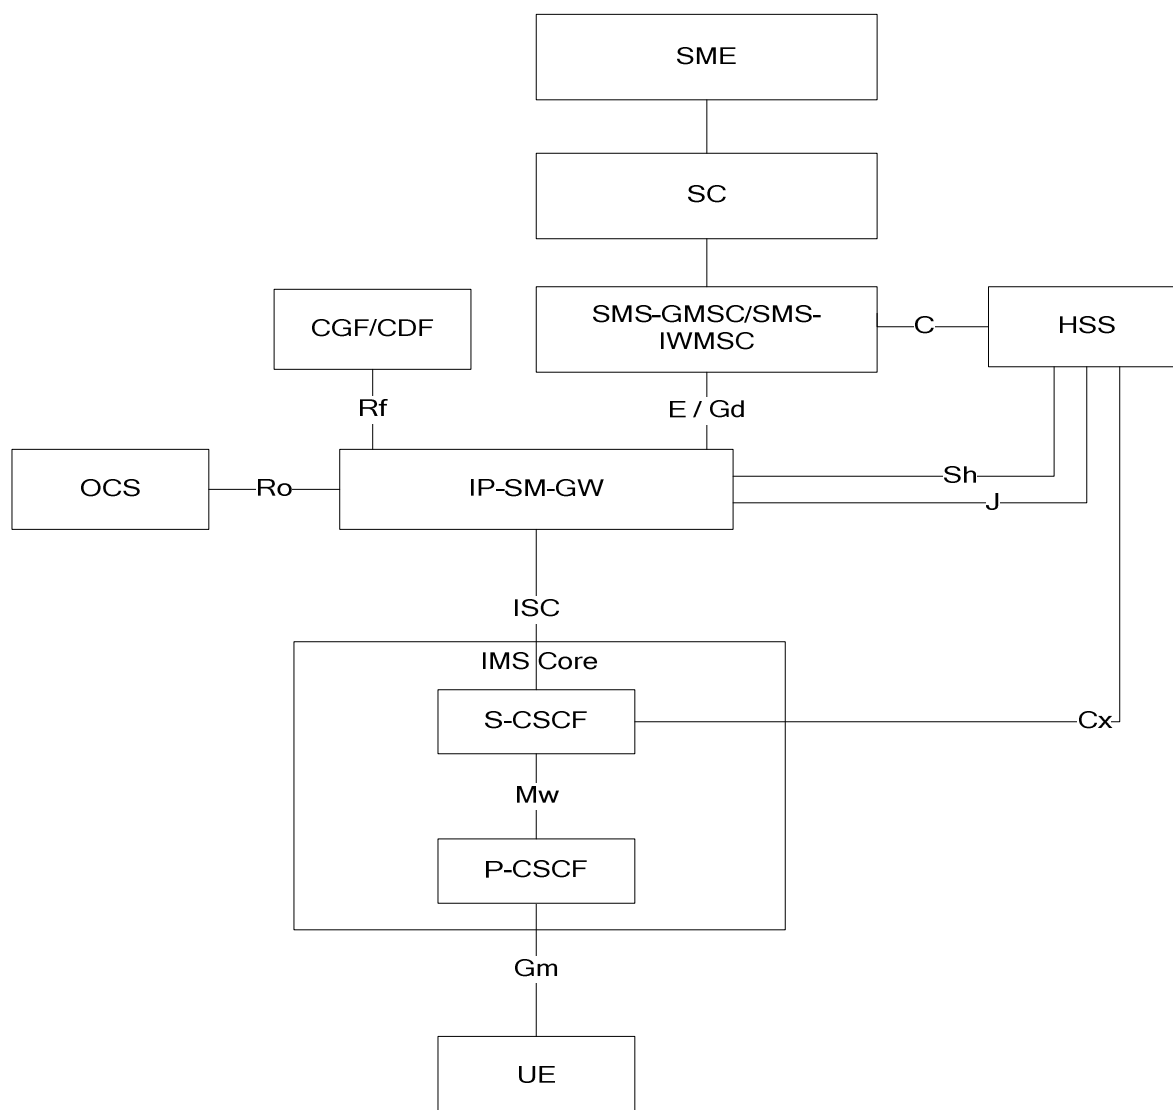 SME
SC
SMS-GMSC/SMS-
IWMSC
C
HSS
CGF/CDF
Rf
E / Gd
OCS
Ro
IP-SM-GW
Sh
J
ISC
IMS Core
S-CSCF
Cx
Mw
P-CSCF
Gm
UE